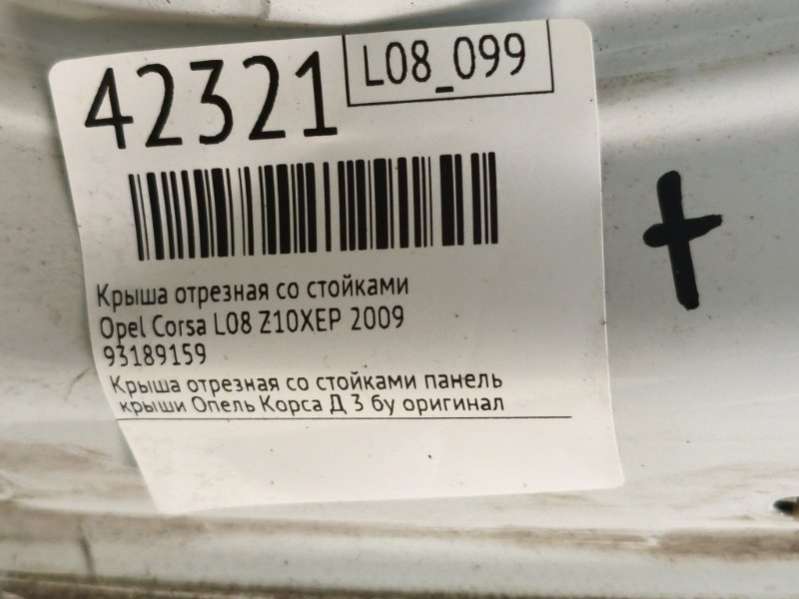 42321
L08_099
Крыша отрезная со стойками
Opel Corsa L08 Z10XEP 2009
93189159
Крыша отрезная со стойками панель
крыши Опель Корса Д 3 бу оригинал